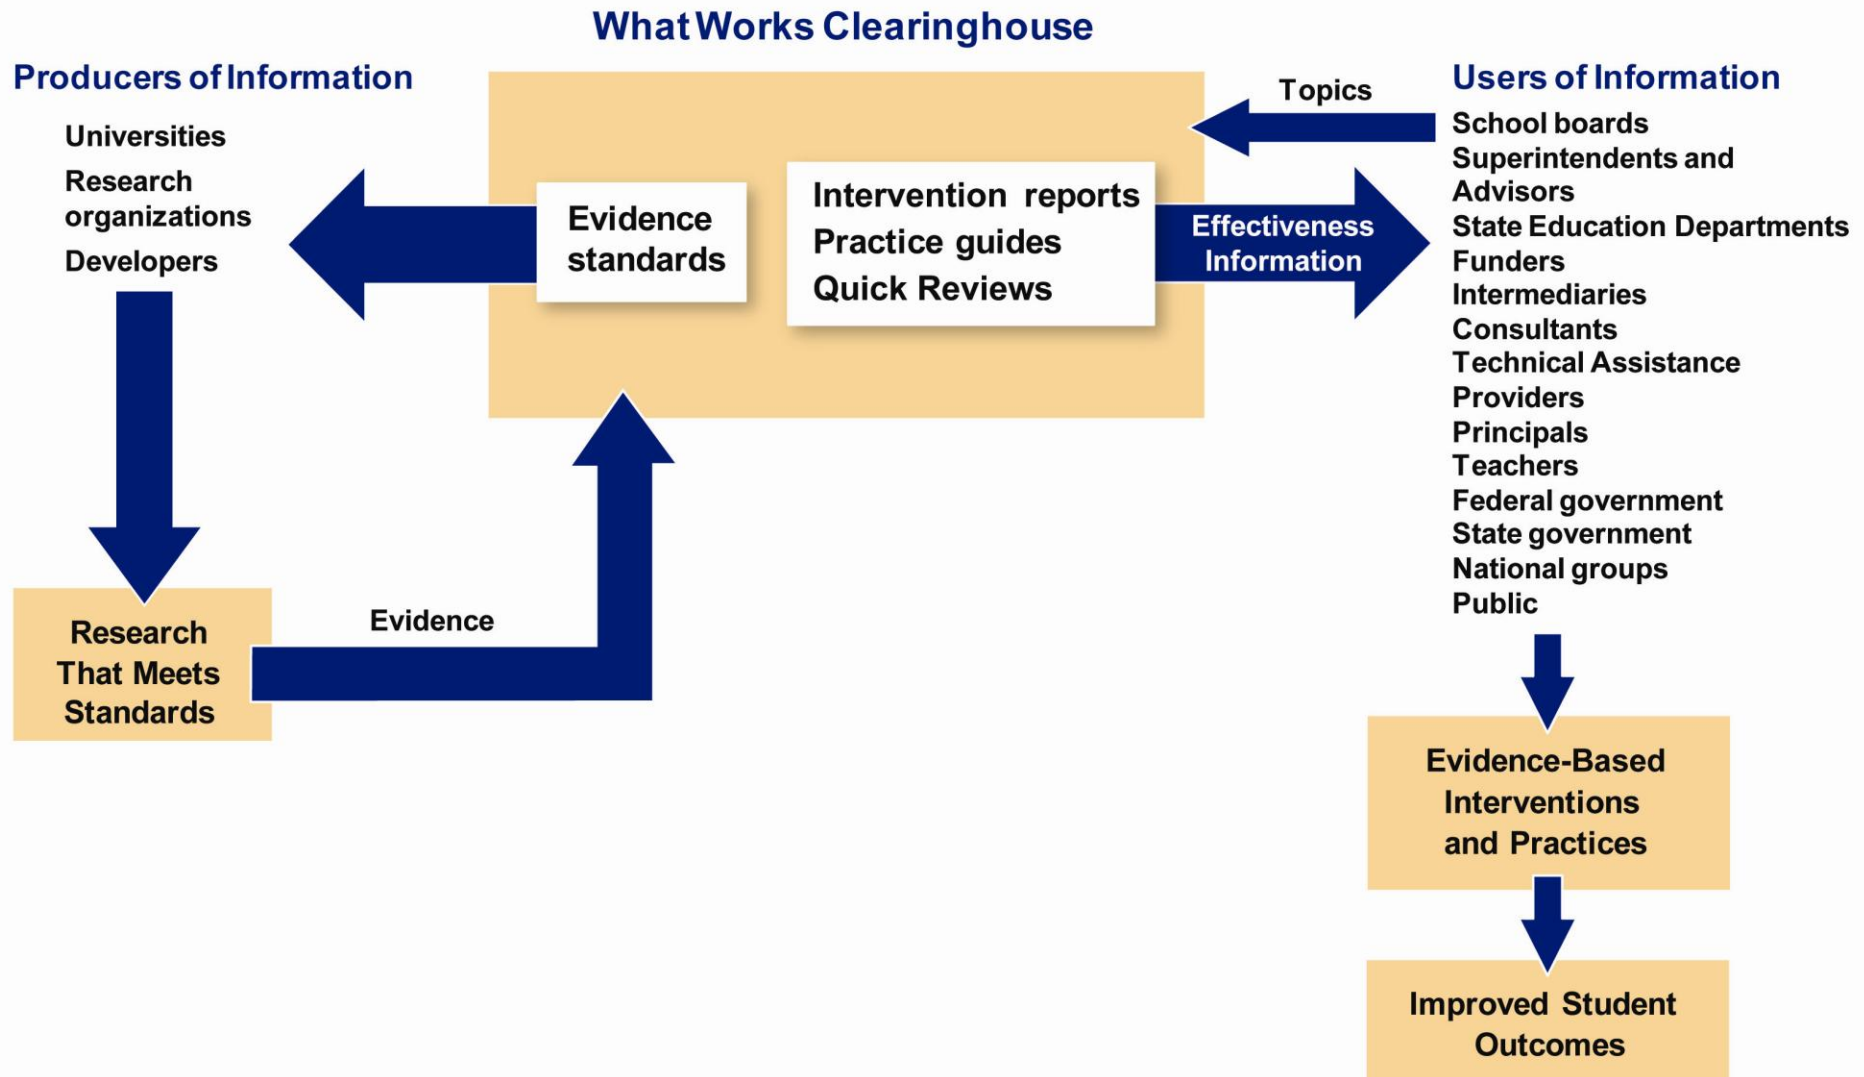 What Works Clearinghouse
Producers of Information
Universities
Research
organizations
Developers
Evidence
standards
Intervention reports
Practice guides
Quick Reviews
Topics
Effectiveness
Information
Users of Information
School boards
Superintendents and
Advisors
State Education Departments
Funders
Intermediaries
Consultants
Technical Assistance
Providers
Principals
Teachers
Federal government
State government
National groups
Public
Research
That Meets
Standards
Evidence
Evidence-Based
Interventions
and Practices
Improved Student
Outcomes